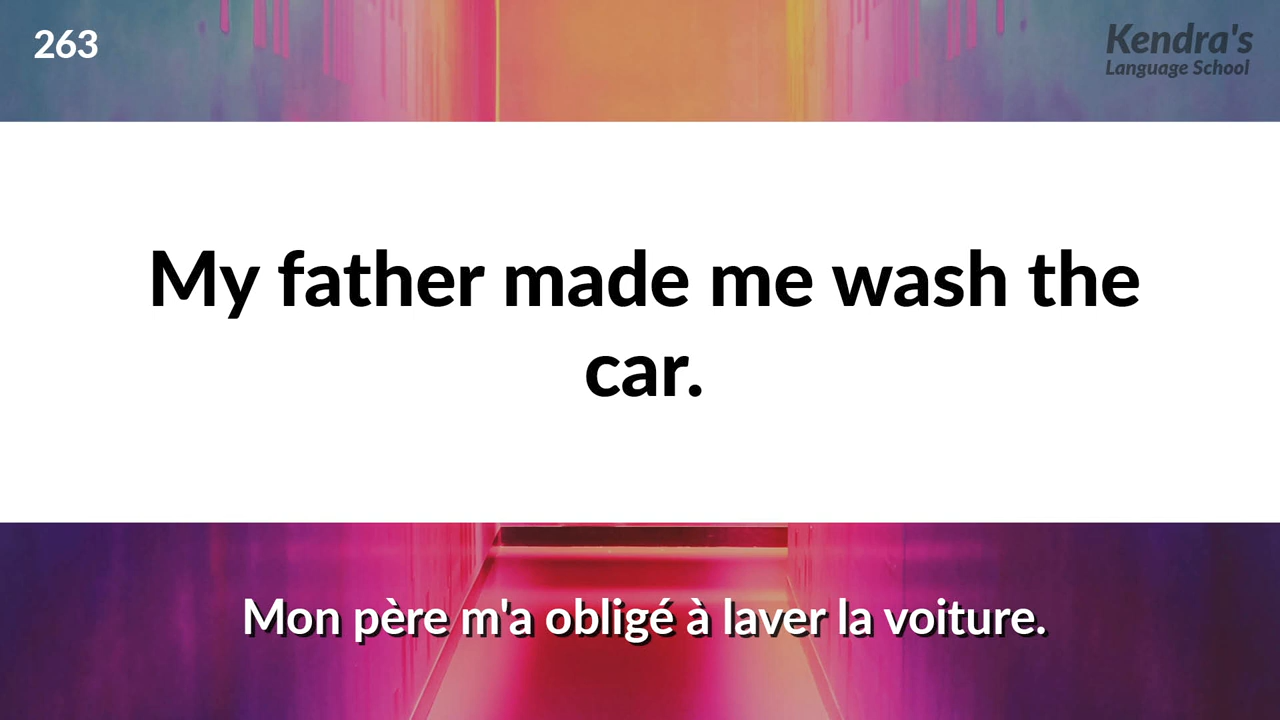 263
Kendra's
Language School
My father made me wash the
car.
Mon père m'a obligé à laver la voiture.